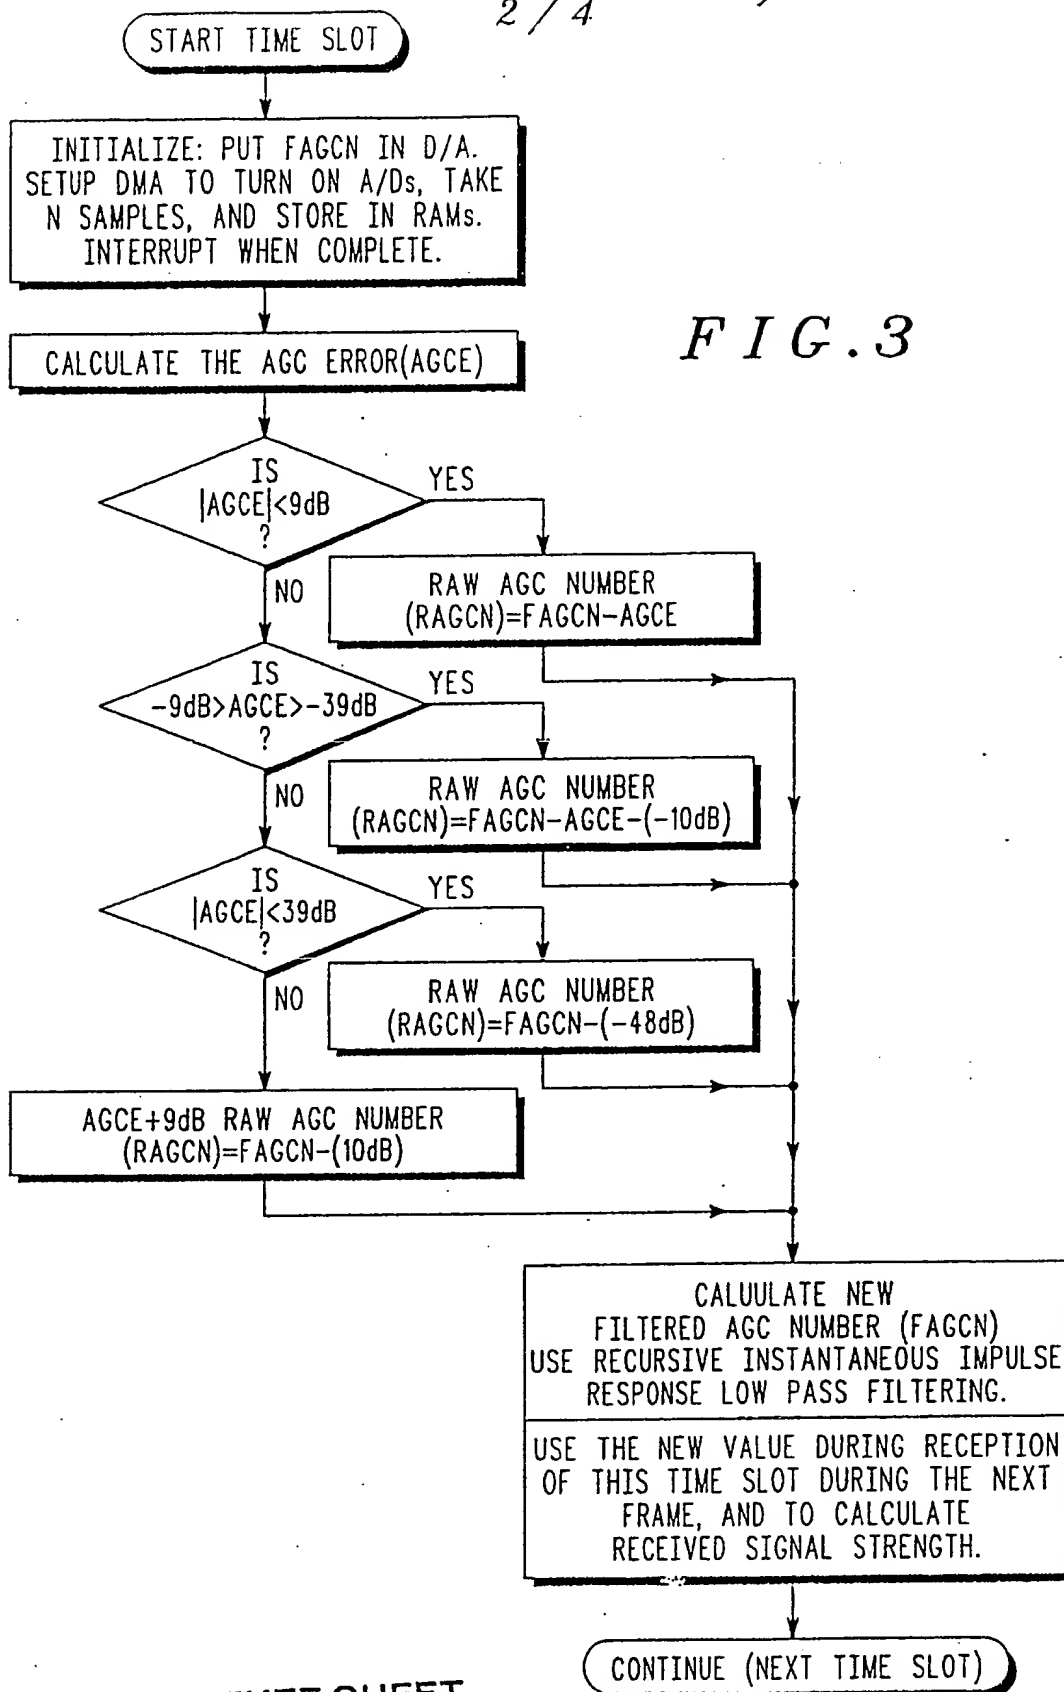 2/4
START TIME SLOT
INITIALIZE: PUT FAGCN IN D/A.
SETUP DMA TO TURN ON A/Ds, TAKE
N SAMPLES, AND STORE IN RAMs.
INTERRUPT WHEN COMPLETE.
FIG.3
CALCULATE THE AGC ERROR(AGCE)
IS
|AGCE|<9dB
?
YES
NO
RAW AGC NUMBER
(RAGCN)=FAGCN-AGCE
IS
-9dB>AGCE>-39dB
?
YES
NO
RAW AGC NUMBER
(RAGCN)=FAGCN-AGCE-(-10dB)
IS
|AGCE|<39dB
?
YES
NO
RAW AGC NUMBER
(RAGCN)=FAGCN-(-48dB)
AGCE+9dB RAW AGC NUMBER
(RAGCN)=FAGCN-(10dB)
CALUULATE NEW
FILTERED AGC NUMBER (FAGCN)
USE RECURSIVE INSTANTANEOUS IMPULSE
RESPONSE LOW PASS FILTERING.
USE THE NEW VALUE DURING RECEPTION
OF THIS TIME SLOT DURING THE NEXT
FRAME, AND TO CALCULATE
RECEIVED SIGNAL STRENGTH.
CONTINUE (NEXT TIME SLOT)